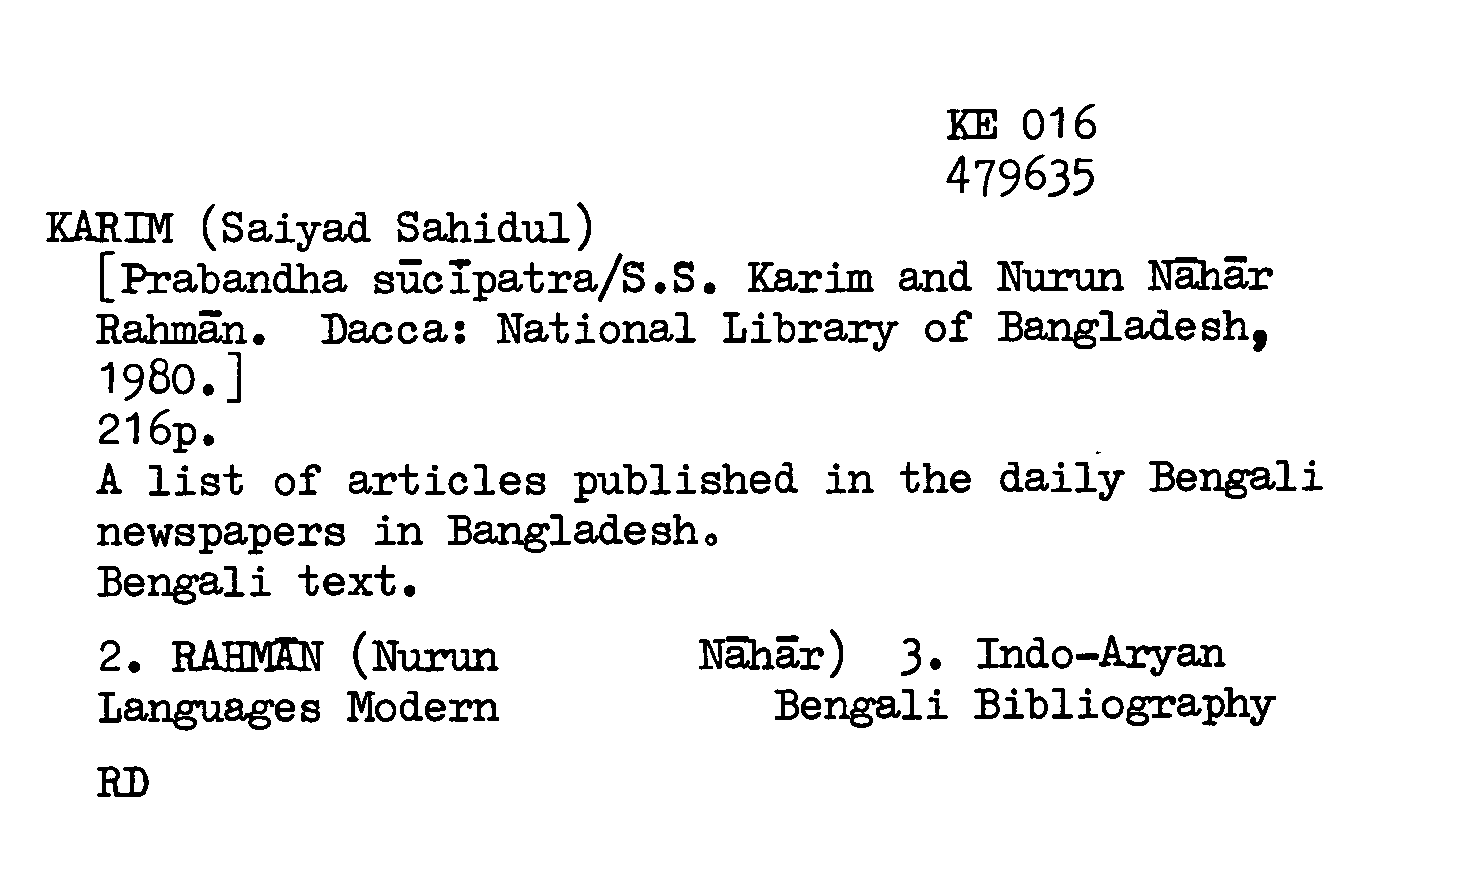 KE 016
479635
KARIM (Saiyad Sahidul)
[Prabandha sūcīpatra/S.S. Karim and Nurun Nāhār
Rahmān. Dacca: National Library of Bangladesh,
1980.]
216p.
A list of articles published in the daily Bengali
newspapers in Bangladesh.
Bengali text.
2. RAHMĀN (Nurun Nāhār) 3. Indo-Aryan
Languages Modern Bengali Bibliography
RD